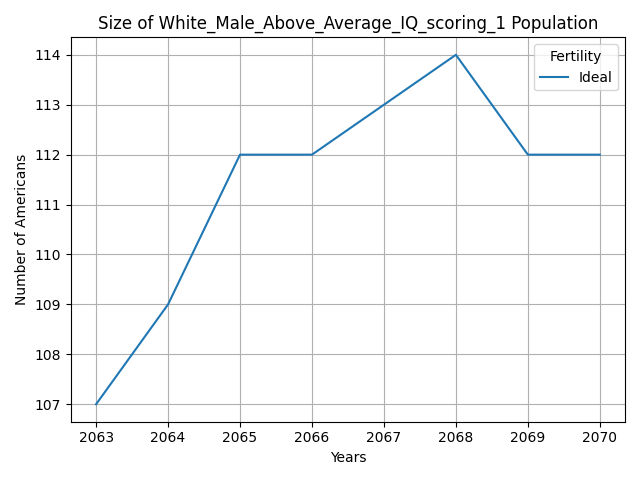 Size of White_Male_Above_Average_IQ_scoring_1 Population
Fertility
Ideal
114
113
112
111
110
109
108
107
Number of Americans
2063 2064 2065 2066 2067 2068 2069 2070
Years